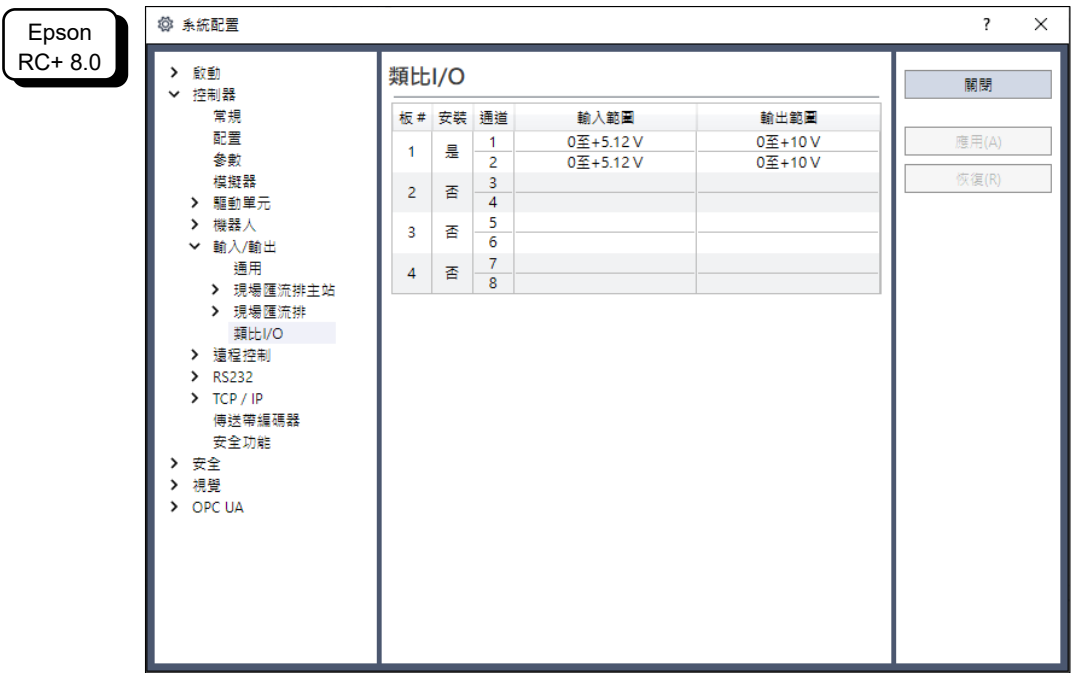 Epson
RC+ 8.0
系統配置
?
啟動
控制器
常規
配置
參數
模擬器
驅動單元
機器人
輸入/輸出
通用
現場匯流排主站
現場匯流排
類比I/O
遠程控制
RS232
TCP / IP
傳送帶編碼器
安全功能
安全
視覺
OPC UA
類比I/O
板 # 安裝 通道 輸入範圍 輸出範圍
1 是 1 0至+5.12 V 0至+10 V
2 0至+5.12 V 0至+10 V
2 否 3
4
3 否 5
6
4 否 7
8
關閉
應用(A)
恢復(R)